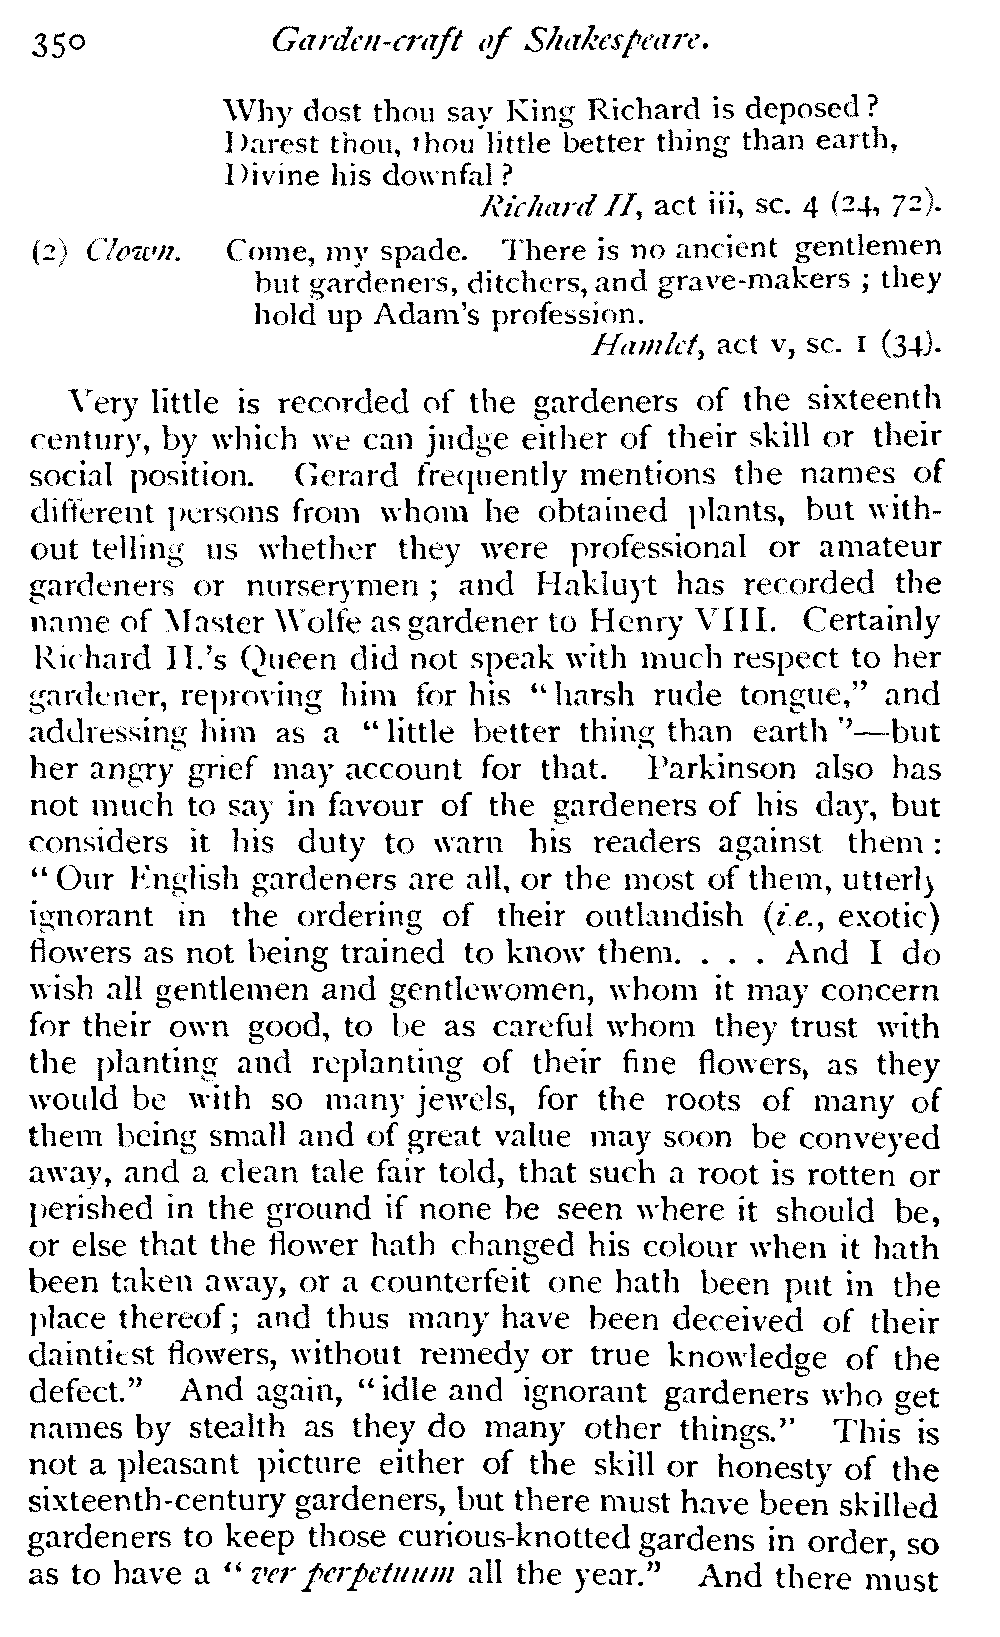 350 Garden-craft of Shakespeare.
Why dost thou say King Richard is deposed?
Darest thou, thou little better thing than earth,
Divine his downfal?
Richard II, act iii, sc. 4 (24, 72).
(2) Clown. Come, my spade. There is no ancient gentlemen
but gardeners, ditchers, and grave-makers; they
hold up Adam's profession.
Hamlet, act v, sc. 1 (34).
Very little is recorded of the gardeners of the sixteenth
century, by which we can judge either of their skill or their
social position. Gerard frequently mentions the names of
different persons from whom he obtained plants, but with-
out telling us whether they were professional or amateur
gardeners or nurserymen; and Hakluyt has recorded the
name of Master Wolfe as gardener to Henry VIII. Certainly
Richard II.'s Queen did not speak with much respect to her
gardener, reproving him for his "harsh rude tongue," and
addressing him as a "little better thing than earth"—but
her angry grief may account for that. Parkinson also has
not much to say in favour of the gardeners of his day, but
considers it his duty to warn his readers against them:
"Our English gardeners are all, or the most of them, utterly
ignorant in the ordering of their outlandish (i.e., exotic)
flowers as not being trained to know them. . . . And I do
wish all gentlemen and gentlewomen, whom it may concern
for their own good, to be as careful whom they trust with
the planting and replanting of their fine flowers, as they
would be with so many jewels, for the roots of many of
them being small and of great value may soon be conveyed
away, and a clean tale fair told, that such a root is rotten or
perished in the ground if none be seen where it should be,
or else that the flower hath changed his colour when it hath
been taken away, or a counterfeit one hath been put in the
place thereof; and thus many have been deceived of their
daintiest flowers, without remedy or true knowledge of the
defect." And again, "idle and ignorant gardeners who get
names by stealth as they do many other things." This is
not a pleasant picture either of the skill or honesty of the
sixteenth-century gardeners, but there must have been skilled
gardeners to keep those curious-knotted gardens in order, so
as to have a "ver perpetuum all the year." And there must